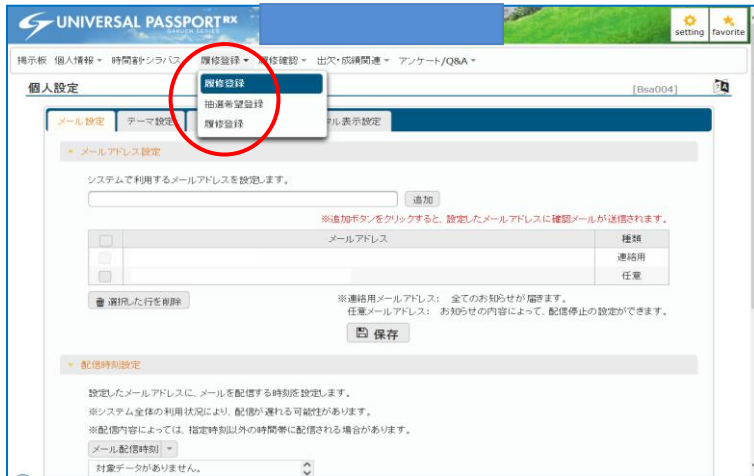 UNIVERSAL PASSPORT RX
GAKUEN SERIES
setting
favorite
掲示板 個人情報 時間割・シラバス 履修登録 履修確認 出欠・成績関連 アンケート/Q&A
履修登録
抽選希望登録
履修登録
個人設定
[Bsa004]
メール設定 テーマ設定 タル表示設定
メールアドレス設定
システムで利用するメールアドレスを設定します。
追加
※追加ボタンをクリックすると、設定したメールアドレスに確認メールが送信されます。
メールアドレス 種類
連絡用
任意
選択した行を削除
※連絡用メールアドレス: 全てのお知らせが届きます。
任意メールアドレス: お知らせの内容によって、配信停止の設定ができます。
保存
配信時刻設定
設定したメールアドレスに、メールを配信する時刻を設定します。
※システム全体の利用状況により、配信が遅れる可能性があります。
※配信内容によっては、指定時刻以外の時間帯に配信される場合があります。
メール配信時刻
対象データがありません。